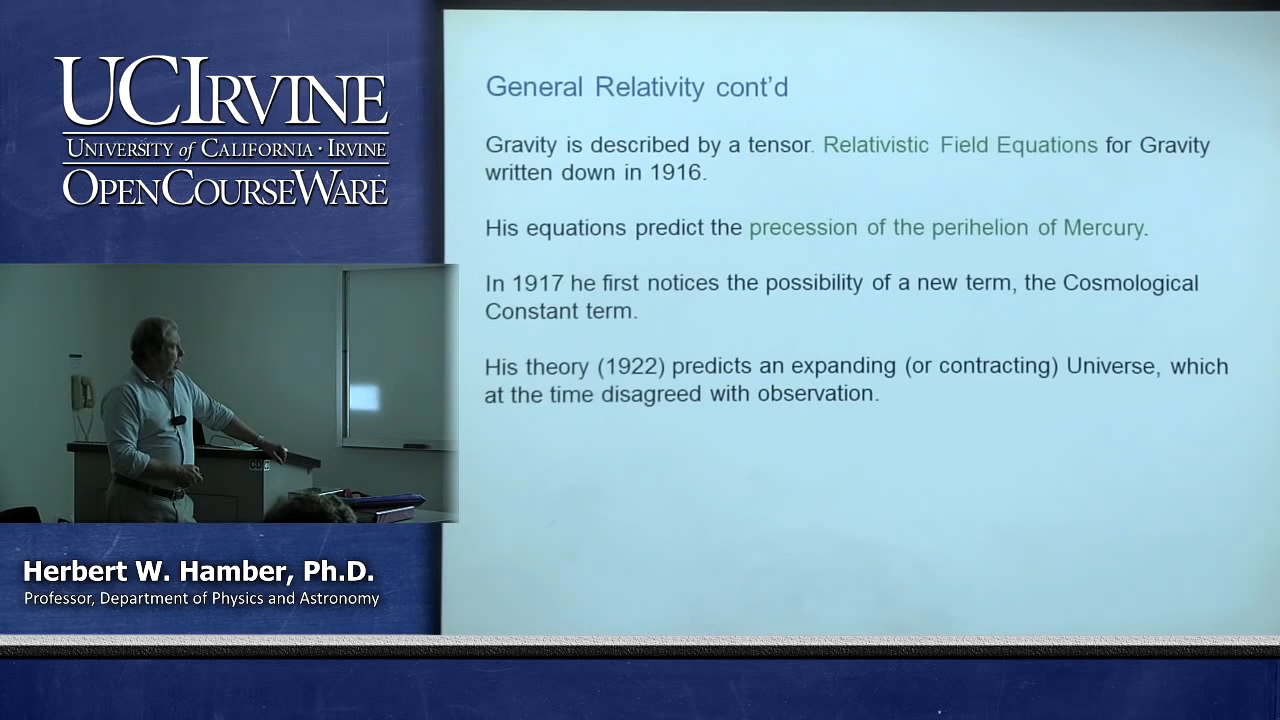 UCIRVINE
UNIVERSITY of CALIFORNIA · IRVINE
OPENCOURSEWARE
General Relativity cont'd
Gravity is described by a tensor. Relativistic Field Equations for Gravity
written down in 1916.
His equations predict the precession of the perihelion of Mercury.
In 1917 he first notices the possibility of a new term, the Cosmological
Constant term.
His theory (1922) predicts an expanding (or contracting) Universe, which
at the time disagreed with observation.
Herbert W. Hamber, Ph.D.
Professor, Department of Physics and Astronomy